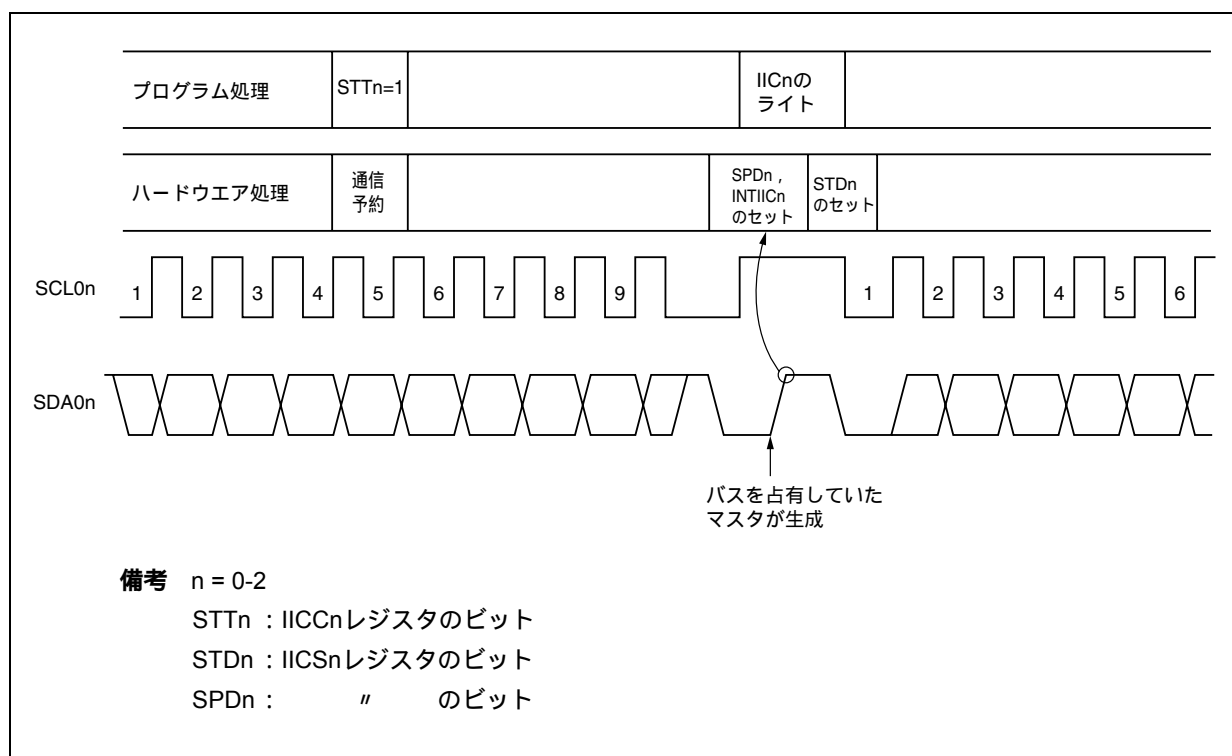 プログラム処理
STTn=1
IICnの
ライト
ハードウエア処理
通信
予約
SPDn ,
INTIICn
のセット
STDn
のセット
SCL0n
1 2 3 4 5 6 7 8 9 1 2 3 4 5 6
SDA0n
バスを占有していた
マスタが生成
備考 n = 0-2
STTn : IICCnレジスタのビット
STDn : IICSnレジスタのビット
SPDn : 〃 のビット